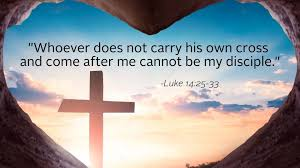 "Whoever does not carry his own cross
and come after me cannot be my disciple."
-Luke 14:25-33